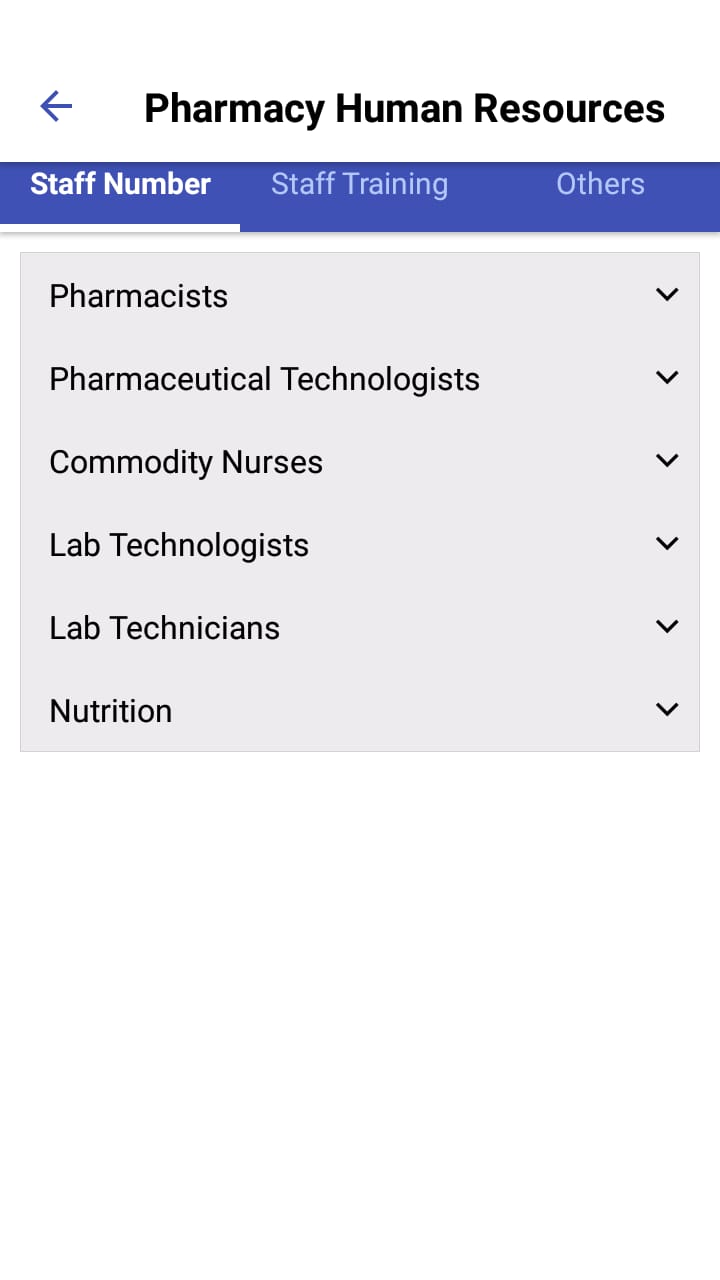 Pharmacy Human Resources
Staff Number Staff Training Others
Pharmacists
Pharmaceutical Technologists
Commodity Nurses
Lab Technologists
Lab Technicians
Nutrition